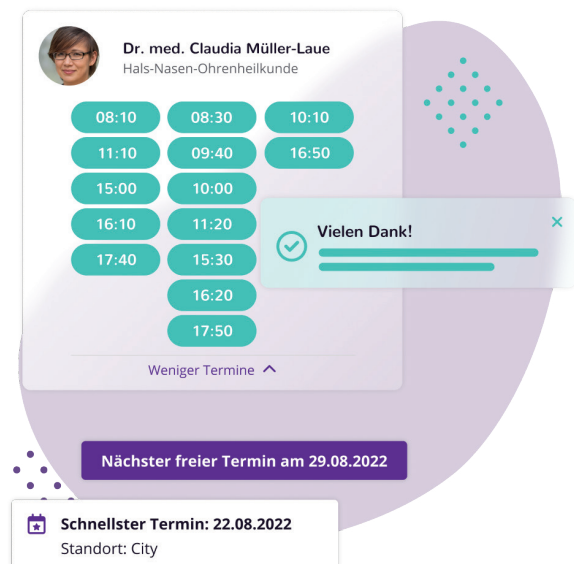 Dr. med. Claudia Müller-Laue
Hals-Nasen-Ohrenheilkunde
08:10 08:30 10:10
11:10 09:40 16:50
15:00 10:00
16:10 11:20
17:40 15:30
16:20
17:50
Vielen Dank!
Weniger Termine
Nächster freier Termin am 29.08.2022
Schnellster Termin: 22.08.2022
Standort: City